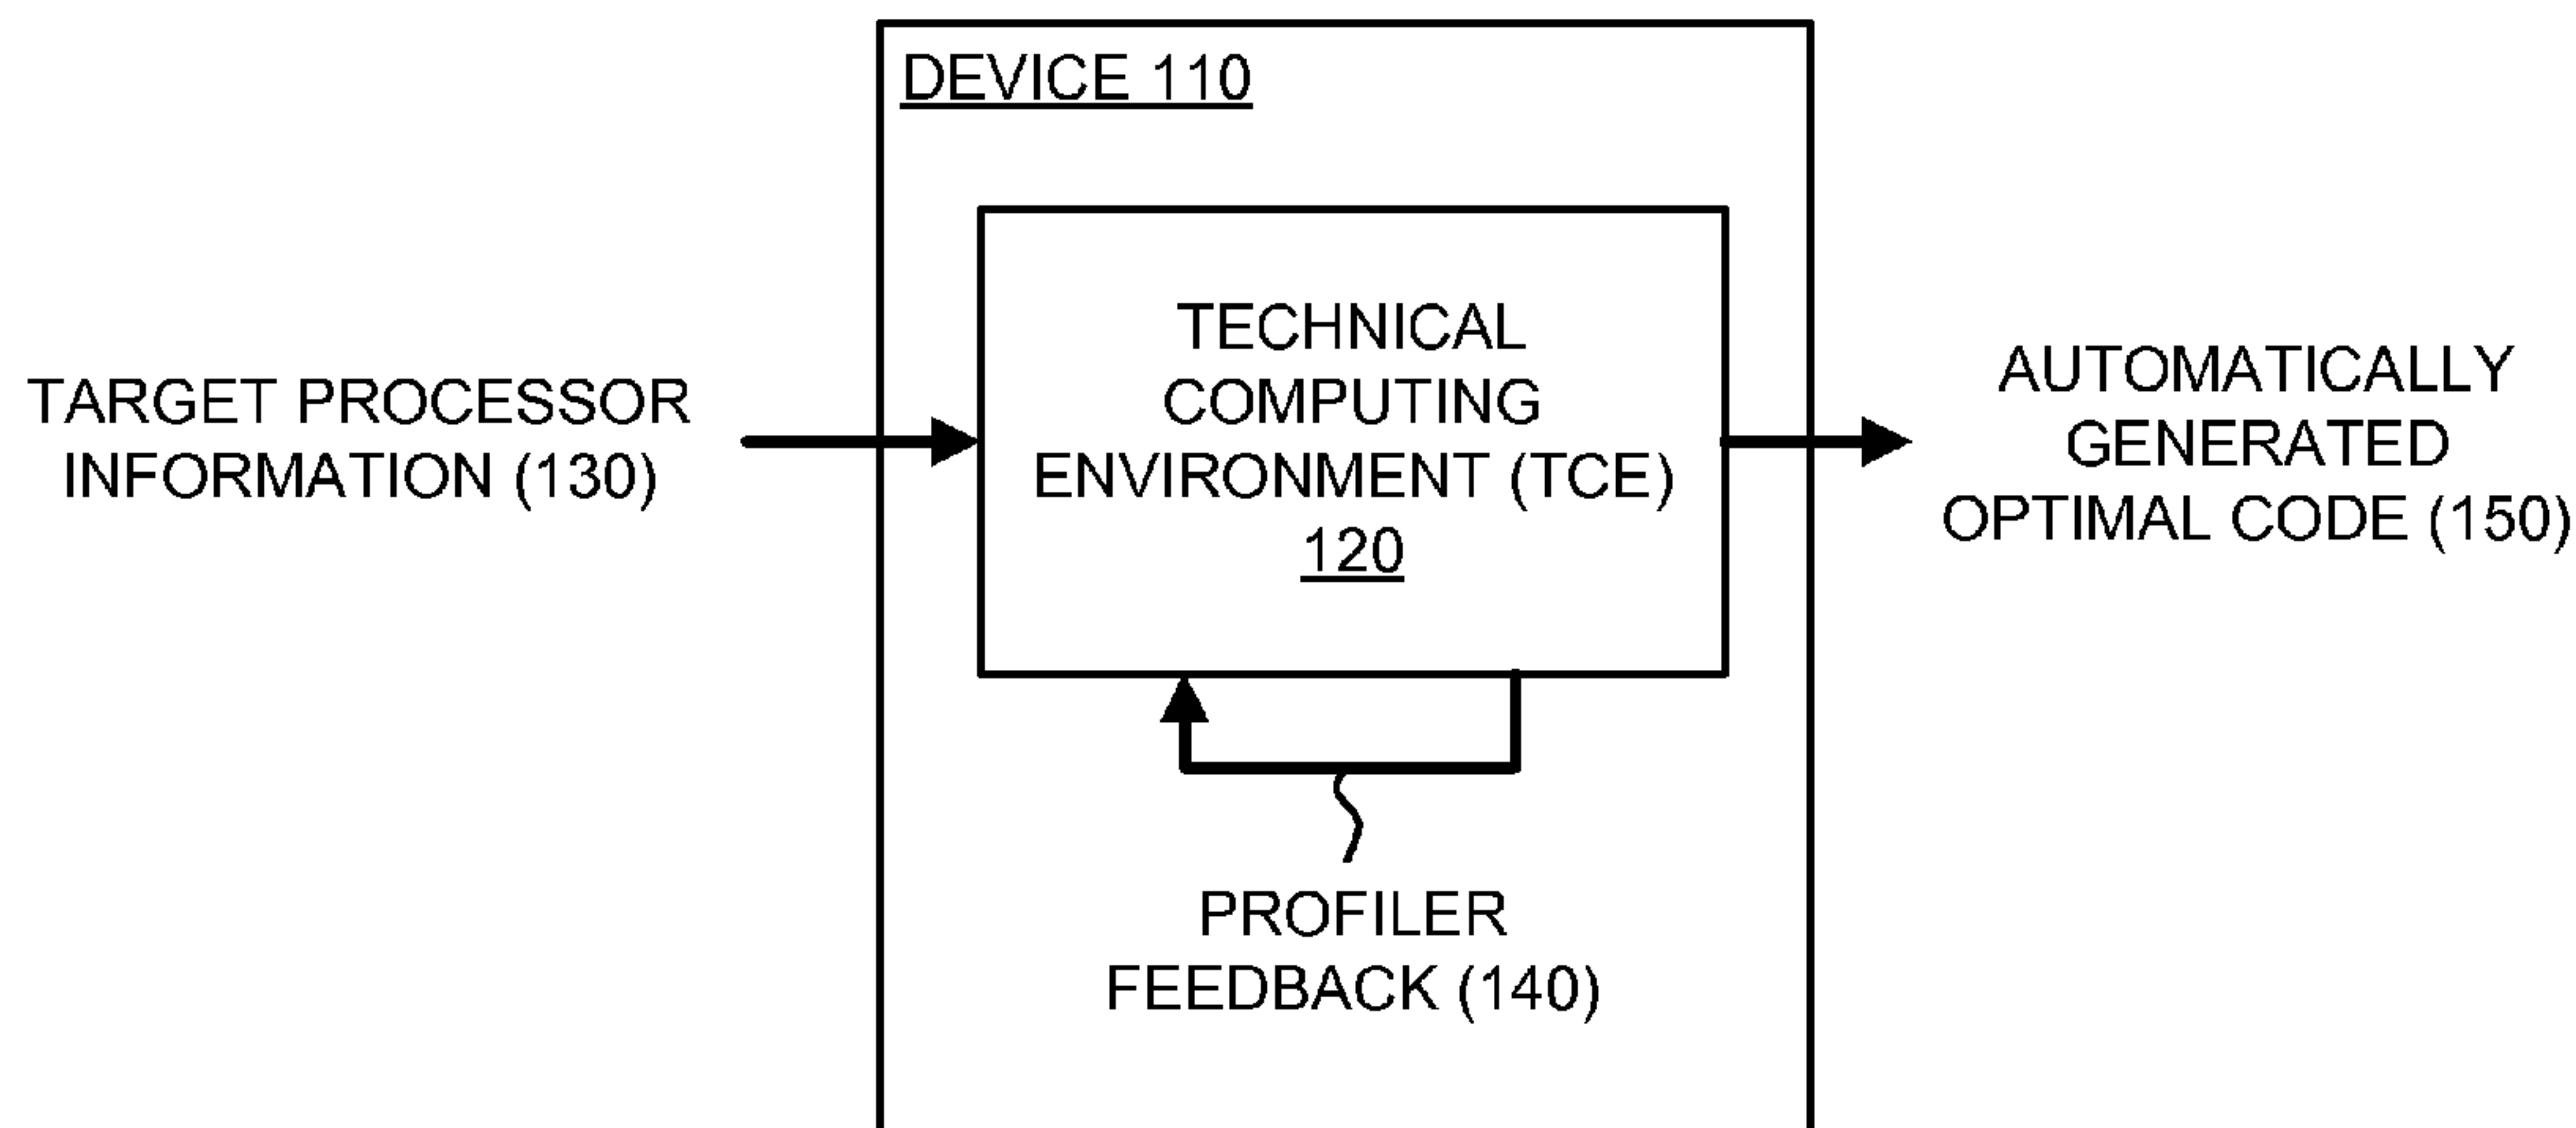 DEVICE 110
TARGET PROCESSOR
INFORMATION (130)
TECHNICAL
COMPUTING
ENVIRONMENT (TCE)
120
AUTOMATICALLY
GENERATED
OPTIMAL CODE (150)
PROFILER
FEEDBACK (140)